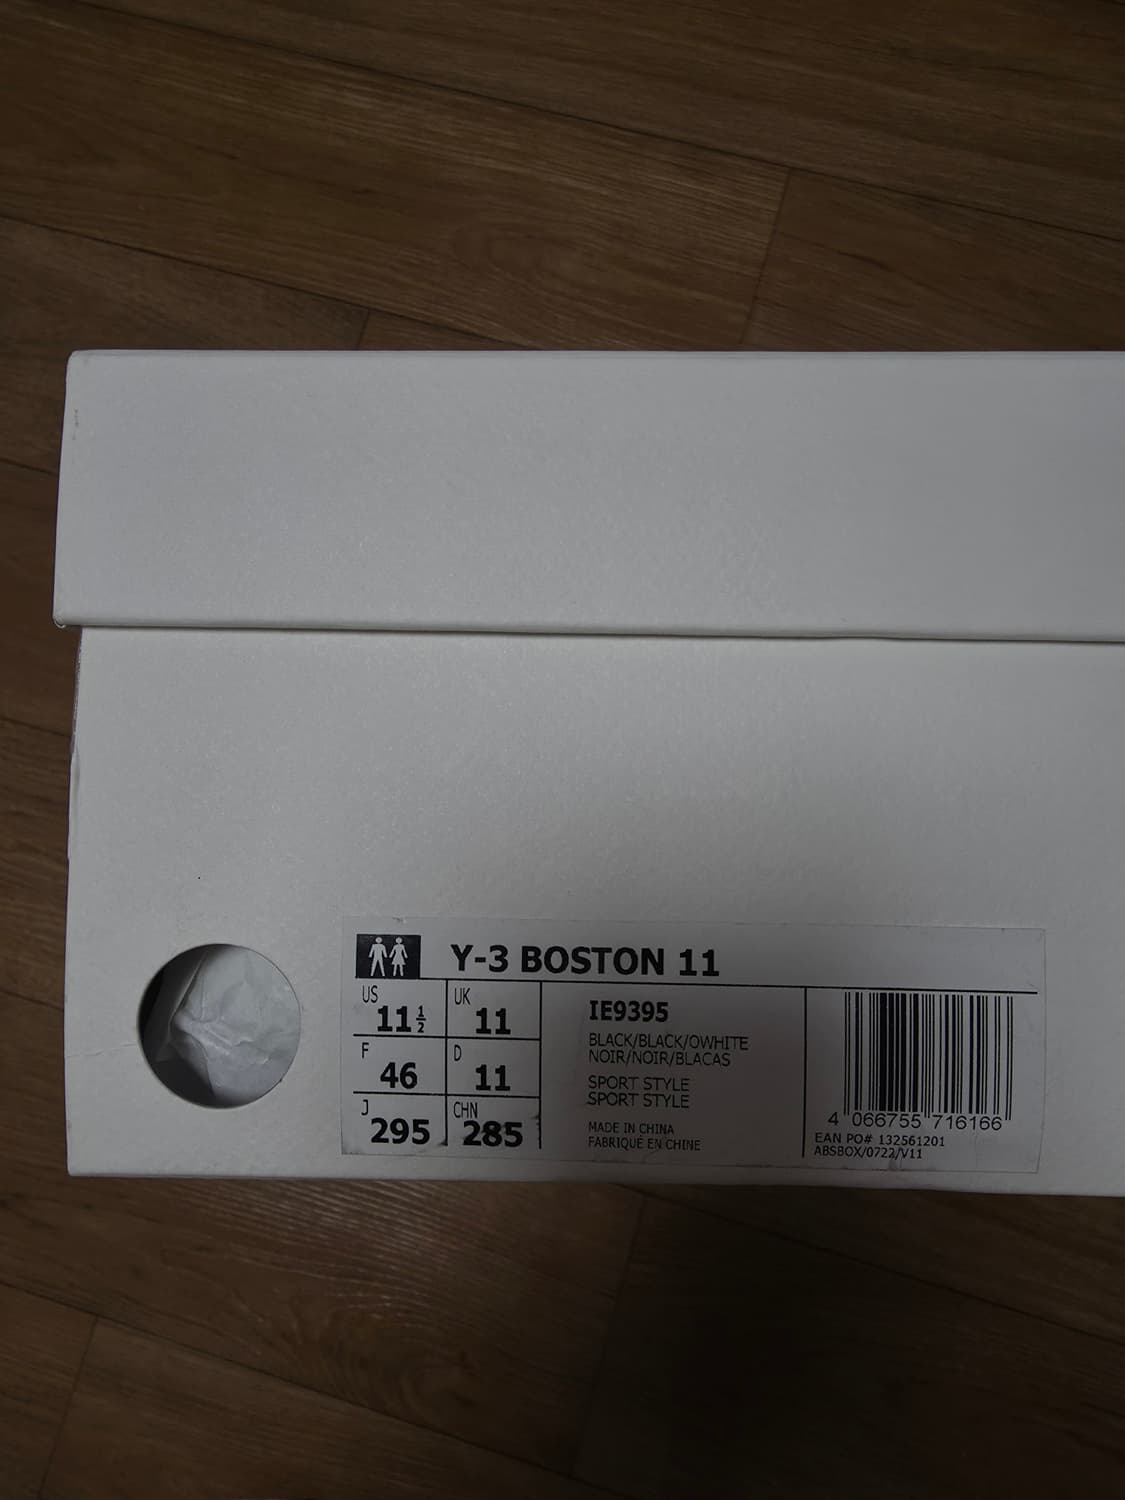 Y-3 BOSTON 11
US 11 1/2 UK 11
F 46 D 11
J 295 CHN 285
IE9395
BLACK/BLACK/OWHITE
NOIR/NOIR/BLACAS
SPORT STYLE
SPORT STYLE
MADE IN CHINA
FABRIQUÉ EN CHINE
4 066755 716166
EAN PO# 132561201
ABSBOX/0722/V11